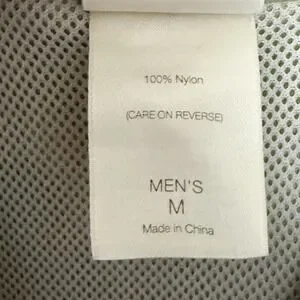 100% Nylon
(CARE ON REVERSE)
MEN'S
M
Made in China